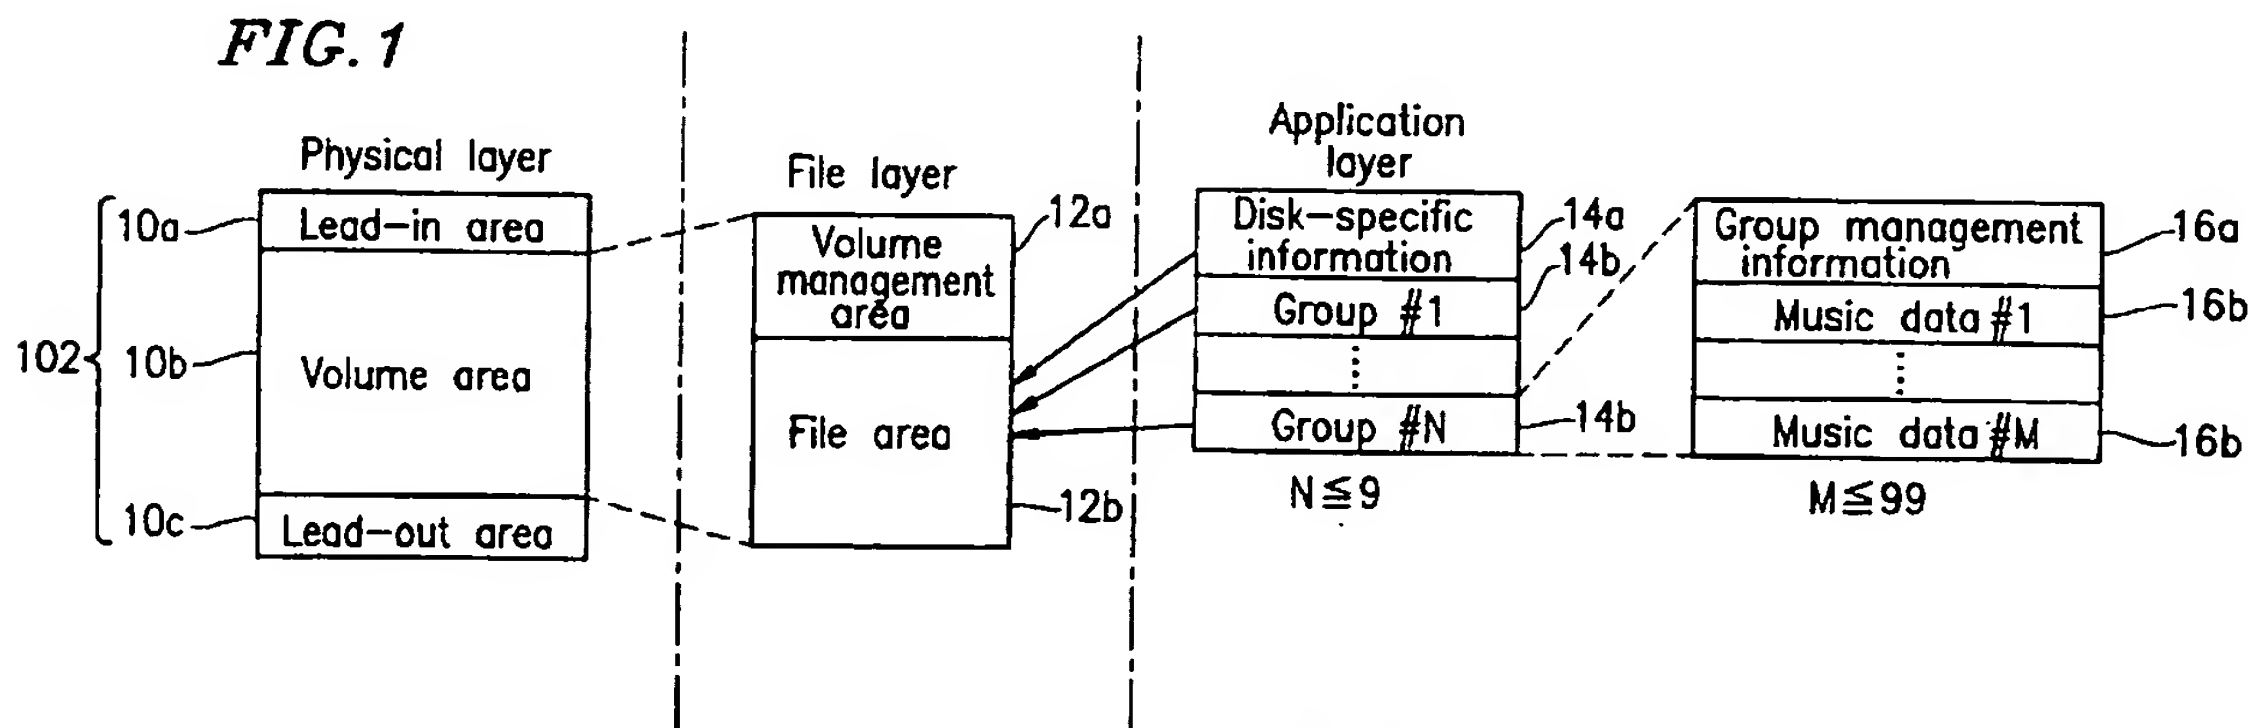 FIG. 1
Physical layer
102
10a
Lead-in area
10b
Volume area
10c
Lead-out area
File layer
12a
Volume
management
area
File area
12b
Application
layer
Disk-specific
information
14a
Group #1
14b
Group #N
14b
N≦9
Group management
information
16a
Music data #1
16b
Music data #M
16b
M≦99